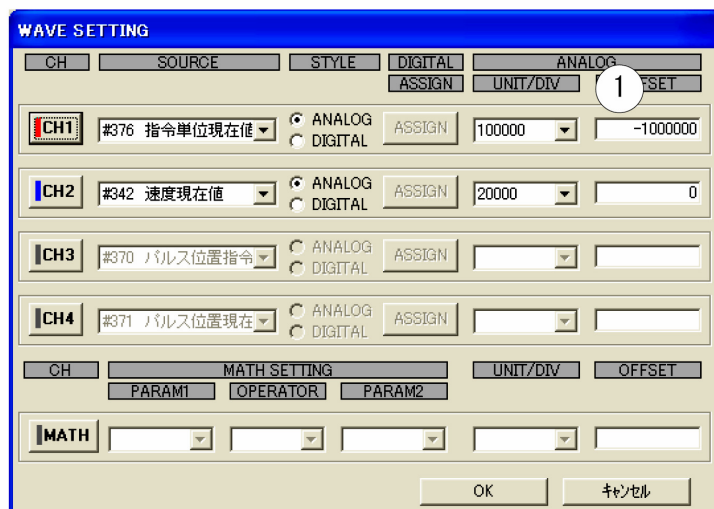 WAVE SETTING
CH SOURCE STYLE DIGITAL ANALOG
ASSIGN UNIT/DIV SET
1
CH1 #376 指令単位現在値 ANALOG ASSIGN 100000 -1000000
DIGITAL
CH2 #342 速度現在値 ANALOG ASSIGN 20000 0
DIGITAL
CH3 #370 パルス位置指令 ANALOG ASSIGN
DIGITAL
CH4 #371 パルス位置現在 ANALOG ASSIGN
DIGITAL
CH MATH SETTING UNIT/DIV OFFSET
PARAM1 OPERATOR PARAM2
MATH
OK キャンセル